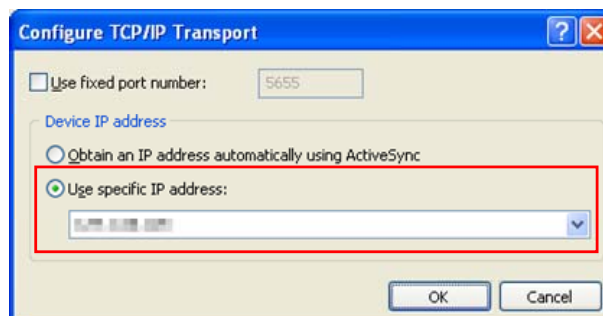 Configure TCP/IP Transport
Use fixed port number: 5655
Device IP address
Obtain an IP address automatically using ActiveSync
Use specific IP address:
OK Cancel